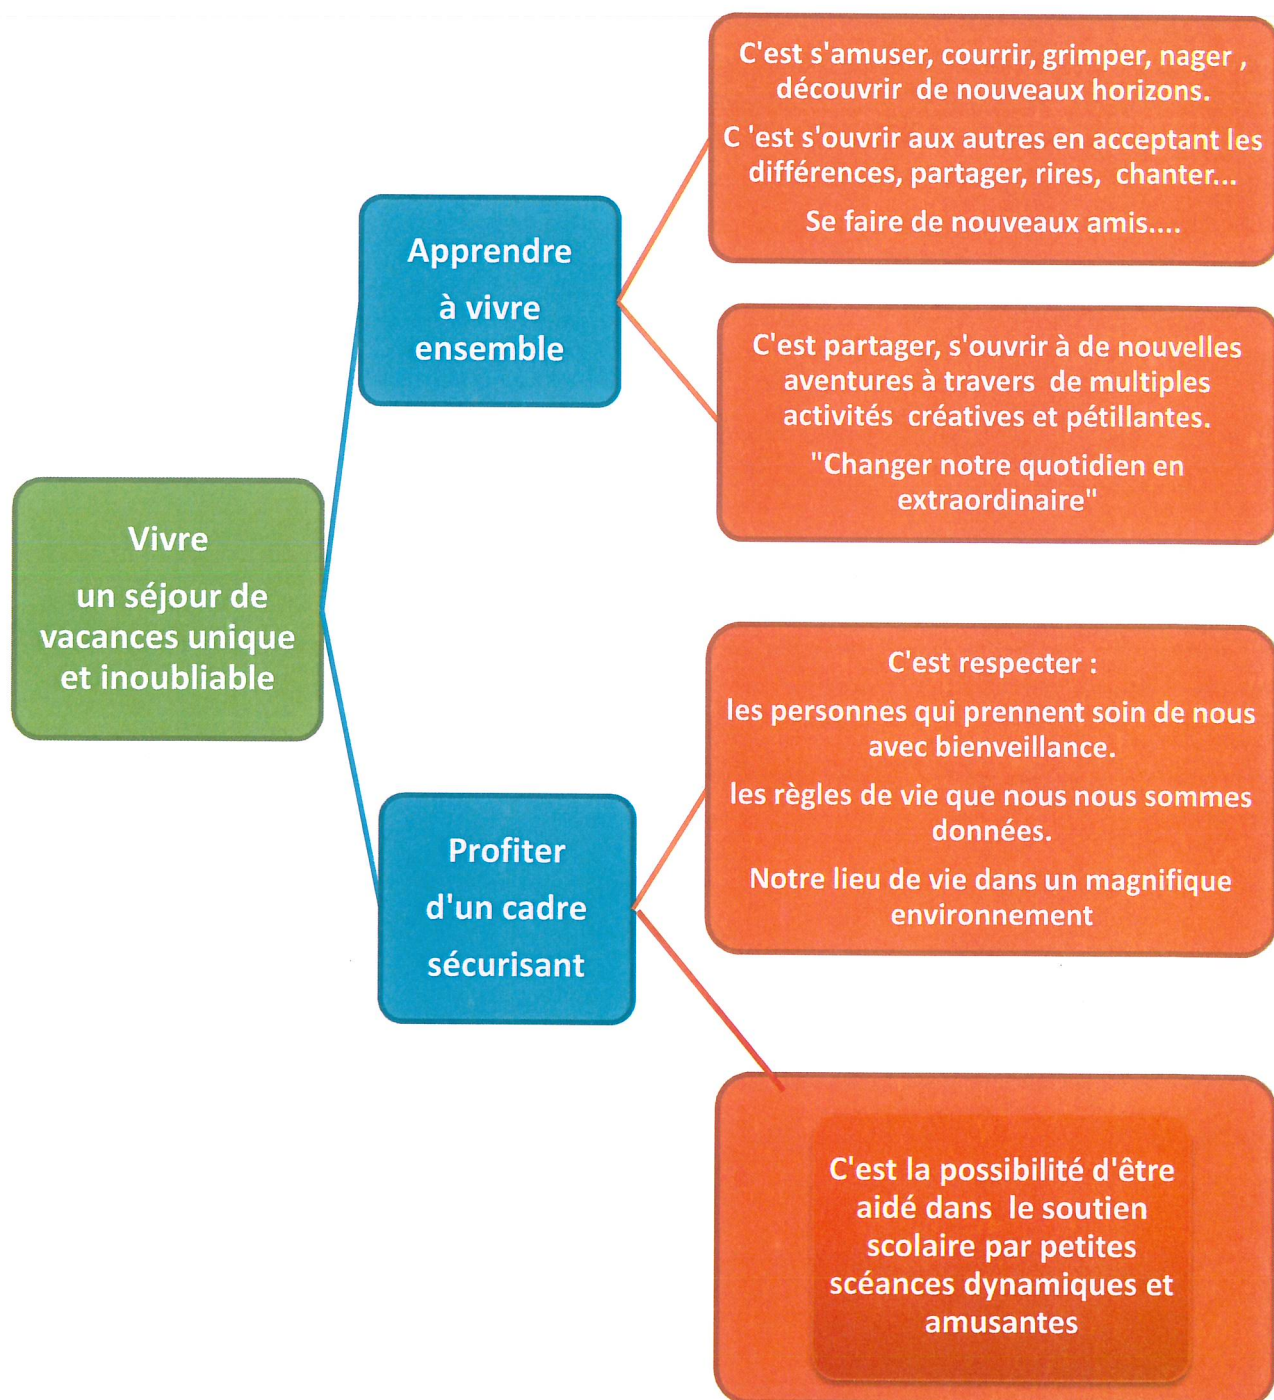 Vivre
un séjour de
vacances unique
et inoubliable
Apprendre
à vivre
ensemble
C'est s'amuser, courrir, grimper, nager ,
découvrir de nouveaux horizons.
C 'est s'ouvrir aux autres en acceptant les
différences, partager, rires, chanter...
Se faire de nouveaux amis....
C'est partager, s'ouvrir à de nouvelles
aventures à travers de multiples
activités créatives et pétillantes.
"Changer notre quotidien en
extraordinaire"
Profiter
d'un cadre
sécurisant
C'est respecter :
les personnes qui prennent soin de nous
avec bienveillance.
les règles de vie que nous nous sommes
données.
Notre lieu de vie dans un magnifique
environnement
C'est la possibilité d'être
aidé dans le soutien
scolaire par petites
scéances dynamiques et
amusantes